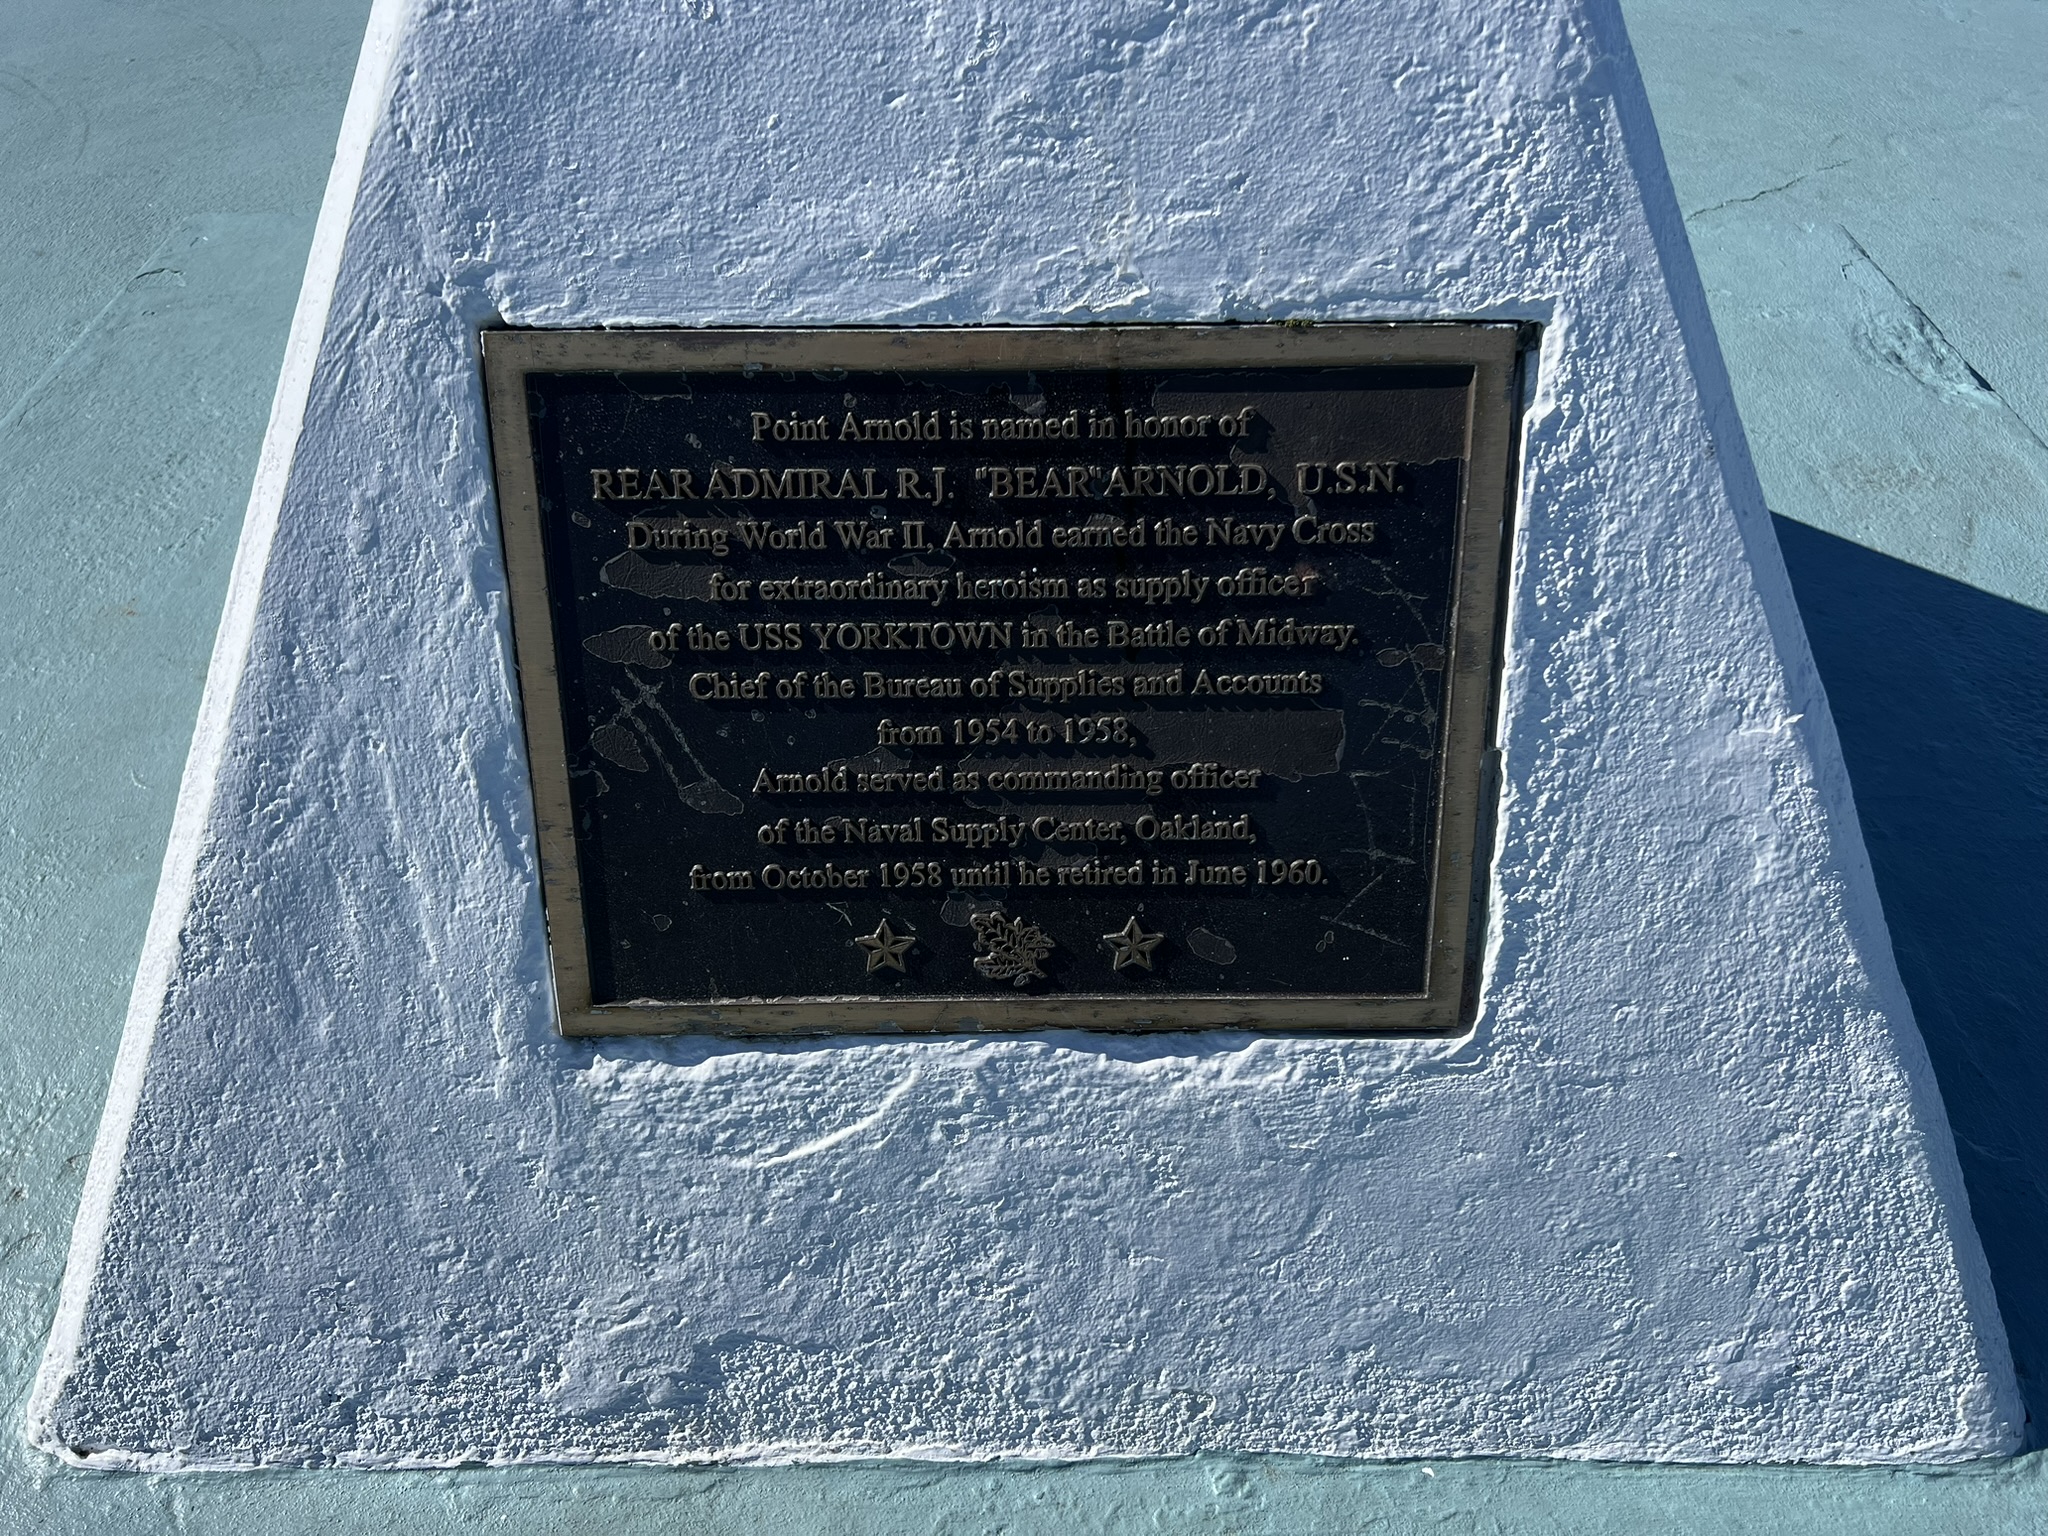 Point Arnold is named in honor of
REAR ADMIRAL R.J. "BEAR" ARNOLD, U.S.N.
During World War II, Arnold earned the Navy Cross
for extraordinary heroism as supply officer
of the USS YORKTOWN in the Battle of Midway.
Chief of the Bureau of Supplies and Accounts
from 1954 to 1958,
Arnold served as commanding officer
of the Naval Supply Center, Oakland,
from October 1958 until he retired in June 1960.